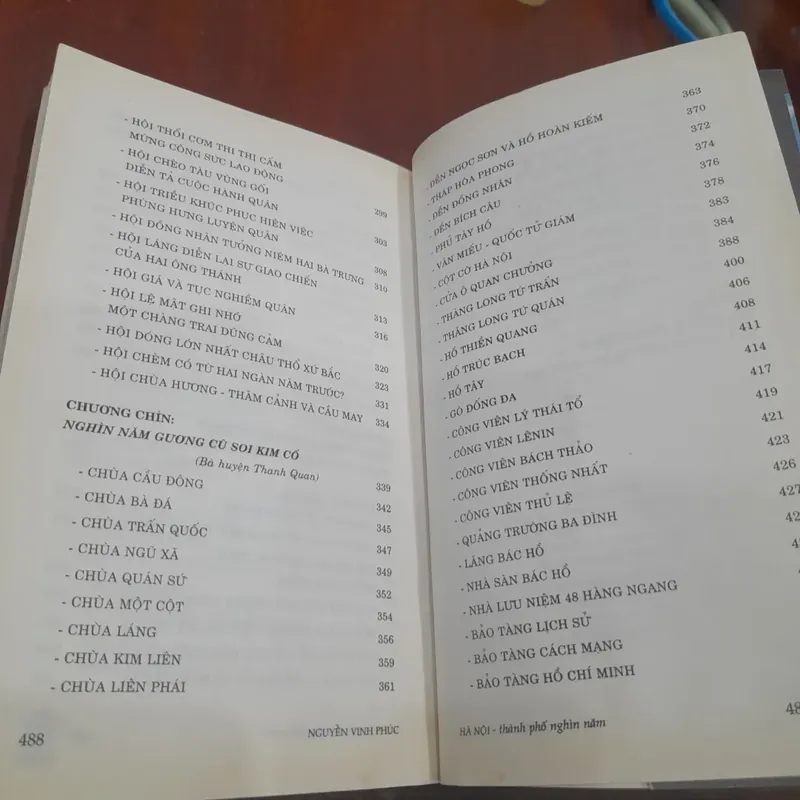 - HỘI THỔI CƠM THI THỊ CẤM
MỪNG CÔNG SỨC LAO ĐỘNG 299
- HỘI CHÈO TÀU VÙNG GỐI
DIỄN TẢ CUỘC HÀNH QUÂN 303
- HỘI TRIỀU KHÚC PHỤC HIỆN VIỆC
PHÙNG HƯNG LUYỆN QUÂN 308
- HỘI ĐỒNG NHÂN TƯỞNG NIỆM HAI BÀ TRƯNG 310
- HỘI LÁNG DIỄN LẠI SỰ GIAO CHIẾN
CỦA HAI ÔNG THÁNH 313
- HỘI GIÁ VÀ TỤC NGHIỀM QUÂN 316
- HỘI LỆ MẬT GHI NHỚ
MỘT CHÀNG TRAI DŨNG CẢM 320
- HỘI DÓNG LỚN NHẤT CHÂU THỔ XỨ BẮC 323
- HỘI CHÈM CÓ TỪ HAI NGÀN NĂM TRƯỚC? 331
- HỘI CHÙA HƯƠNG - THĂM CẢNH VÀ CẦU MAY 334
CHƯƠNG CHÍN:
NGHÌN NĂM GƯƠNG CŨ SOI KIM CỔ
(Bà huyện Thanh Quan)
- CHÙA CẦU ĐÔNG 339
- CHÙA BÀ ĐÁ 342
- CHÙA TRẤN QUỐC 345
- CHÙA NGŨ XÃ 347
- CHÙA QUÁN SỨ 349
352
- CHÙA MỘT CỘT 354
- CHÙA LÁNG 356
- CHÙA KIM LIÊN 359
- CHÙA LIÊN PHÁI 361
488 NGUYỄN VINH PHÚC
- ĐỀN NGỌC SƠN VÀ HỒ HOÀN KIẾM 363
- THÁP HÒA PHONG 370
- ĐỀN ĐỒNG NHÂN 372
- ĐỀN BÍCH CÂU 374
- PHỦ TÂY HỒ 376
- VĂN MIẾU - QUỐC TỬ GIÁM 378
- CỘT CỜ HÀ NỘI 383
- CỬA Ô QUAN CHƯỞNG 384
- THĂNG LONG TỨ TRẤN 388
- THĂNG LONG TỨ QUÁN 400
- HỒ THIỀN QUANG 406
- HỒ TRÚC BẠCH 408
- HỒ TÂY 411
- GÒ ĐỐNG ĐA 414
- CÔNG VIÊN LÝ THÁI TỔ 417
- CÔNG VIÊN LÊNIN 419
- CÔNG VIÊN BÁCH THẢO 421
- CÔNG VIÊN THỐNG NHẤT 423
- CÔNG VIÊN THỦ LỆ 426
- QUẢNG TRƯỜNG BA ĐÌNH 427
- LĂNG BÁC HỒ
- NHÀ SÀN BÁC HỒ
- NHÀ LƯU NIỆM 48 HÀNG NGANG
- BẢO TÀNG LỊCH SỬ
- BẢO TÀNG CÁCH MẠNG
- BẢO TÀNG HỒ CHÍ MINH
HÀ NỘI - thành phố nghìn năm